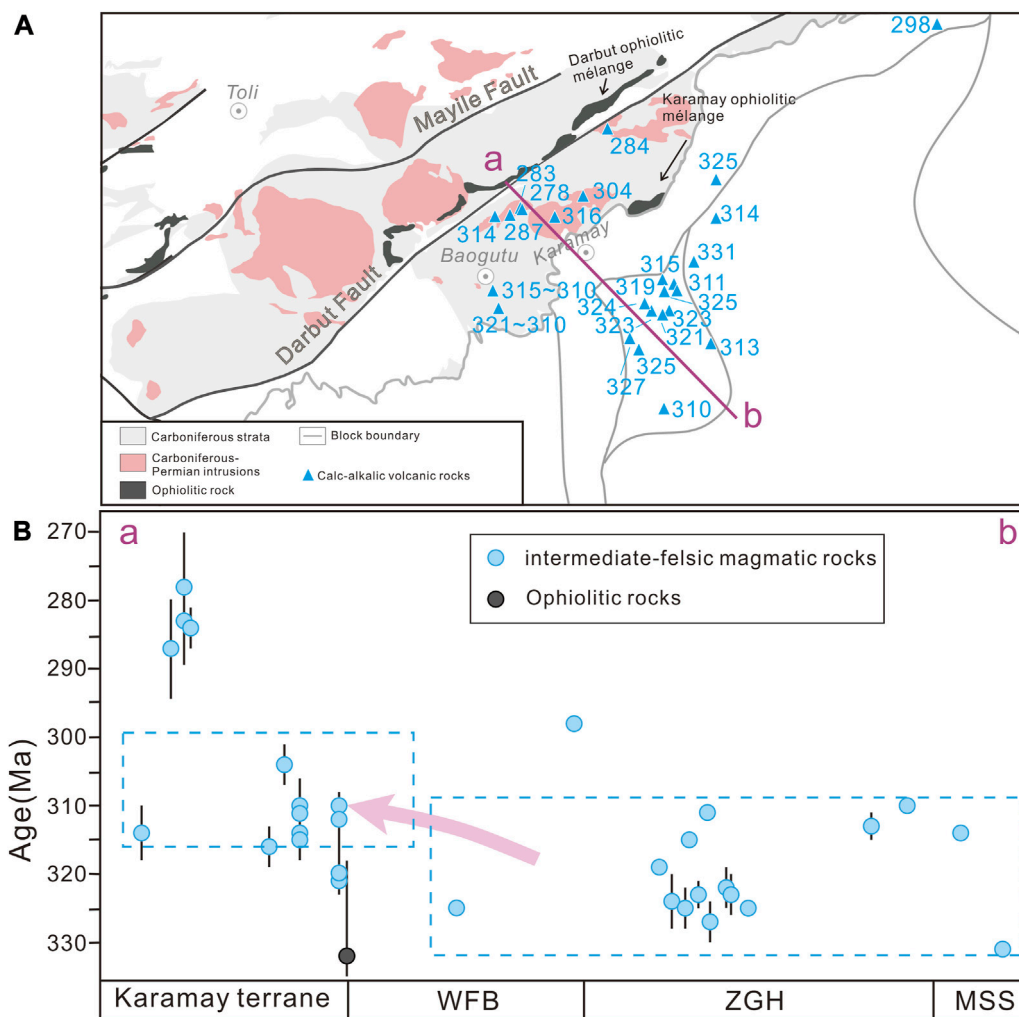 A
298
Darbut ophiolitic
mélange
Karamay ophiolitic
mélange
Toli
Mayile Fault
284
a
283
278
304
325
314
287
316
314
Karamay
Baogutu
331
315
311
319
325
315~310
324
323
323
321~310
321
313
Darbut Fault
325
327
310
b
Carboniferous strata
Block boundary
Carboniferous-
Permian intrusions
Calc-alkalic volcanic rocks
Ophiolitic rock
B
a
b
270
280
290
300
310
320
330
Age(Ma)
intermediate-felsic magmatic rocks
Ophiolitic rocks
Karamay terrane
WFB
ZGH
MSS